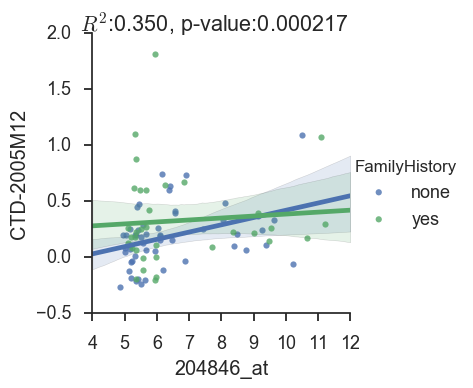 R²:0.350, p-value:0.000217
2.0
1.5
1.0
0.5
0.0
−0.5
CTD-2005M12
4 5 6 7 8 9 10 11 12
204846_at
FamilyHistory
none
yes